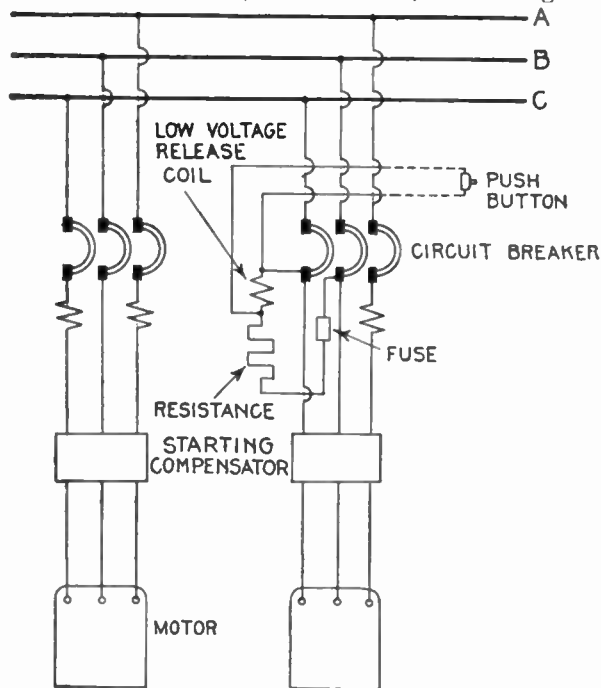 A
B
C
LOW VOLTAGE
RELEASE
COIL
PUSH
BUTTON
CIRCUIT BREAKER
FUSE
RESISTANCE
STARTING
COMPENSATOR
MOTOR